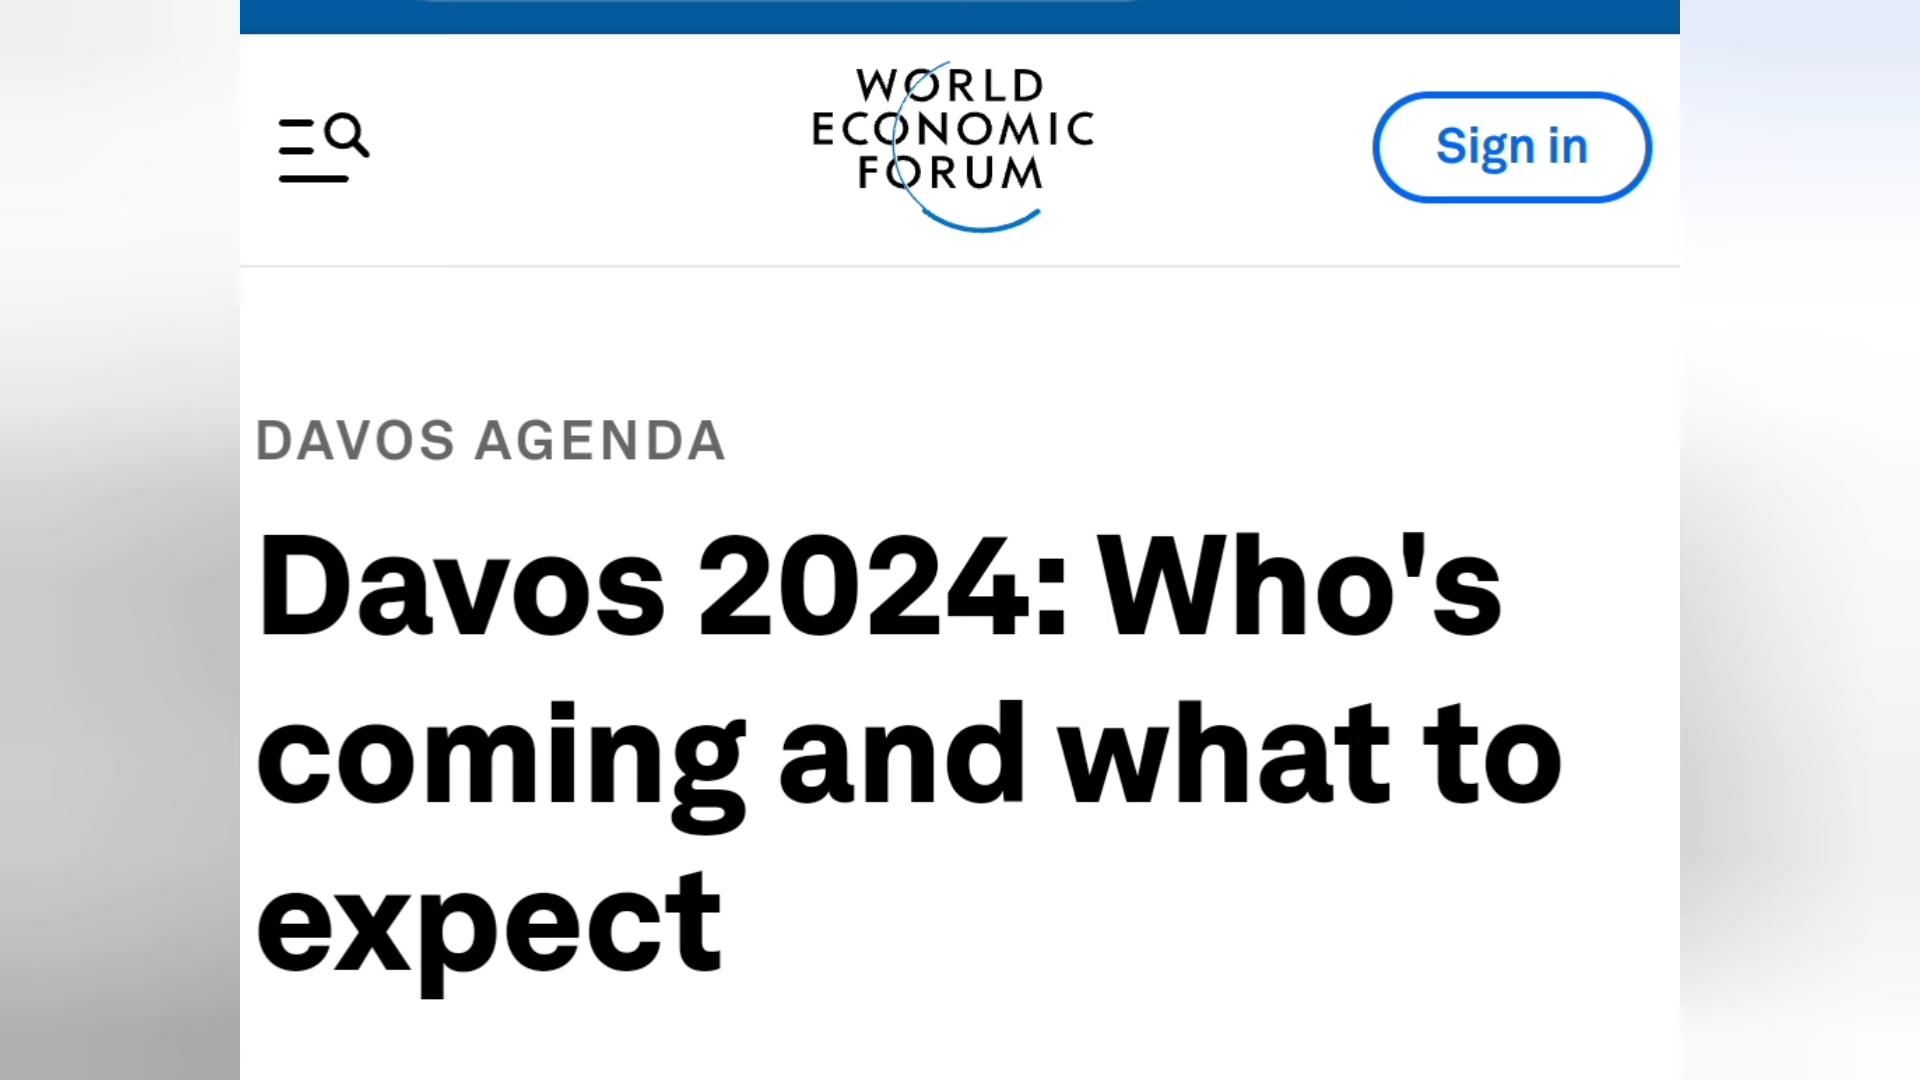 WORLD
ECONOMIC
FORUM
Sign in
DAVOS AGENDA
Davos 2024: Who's
coming and what to
expect